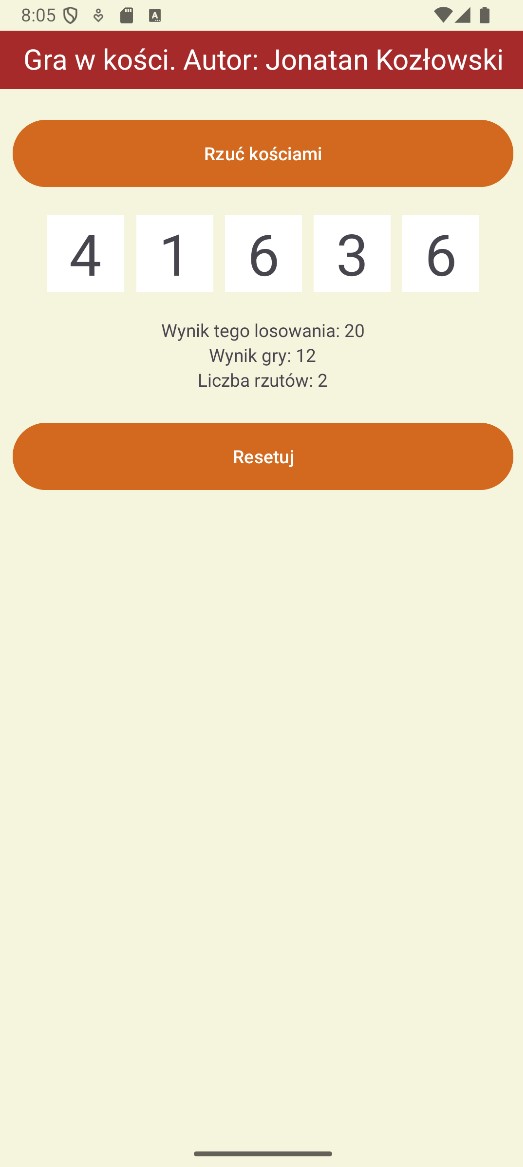 8:05
Gra w kości. Autor: Jonatan Kozłowski
Rzuć kościami
4 1 6 3 6
Wynik tego losowania: 20
Wynik gry: 12
Liczba rzutów: 2
Resetuj